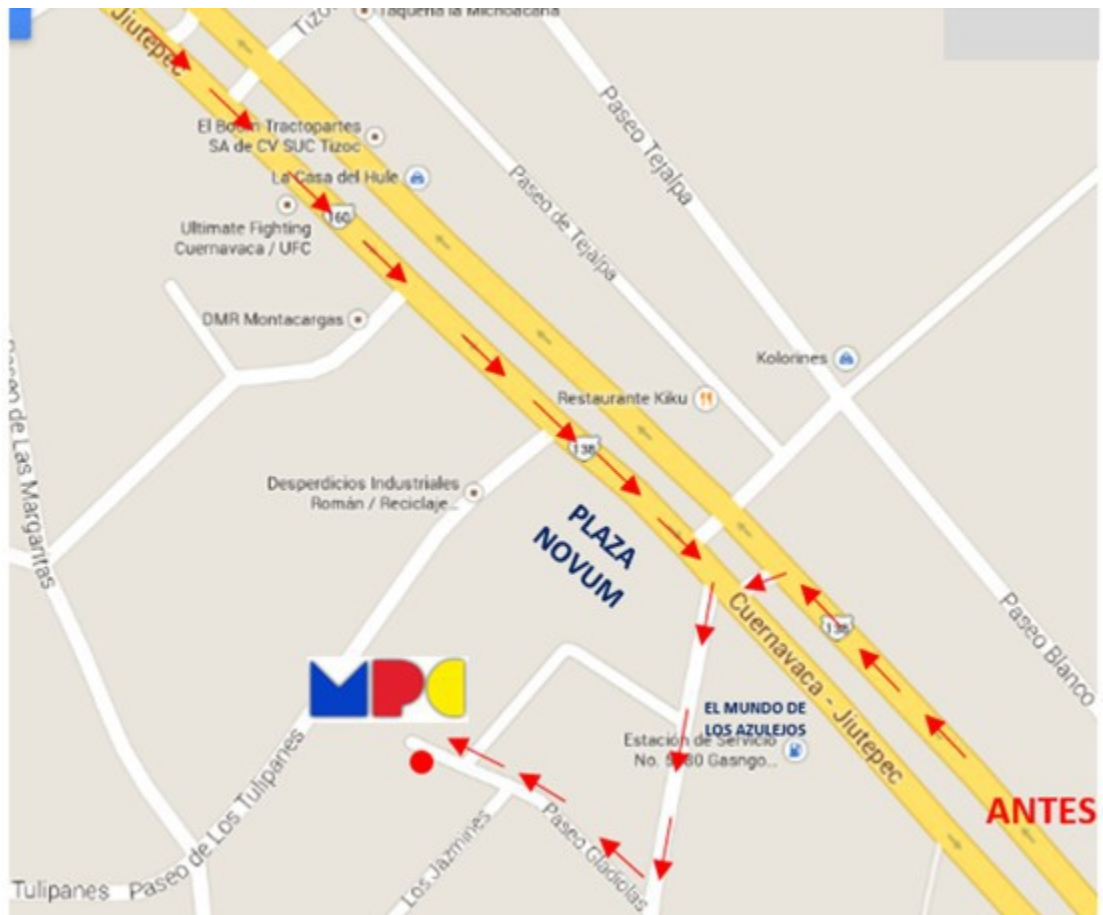 Jiutepec
Taquería la Michoacana
El Boom Tractopartes
SA de CV SUC Tizoc
La Casa del Hule
160
Ultimate Fighting
Cuernavaca / UFC
Paseo Tejalpa
Paseo de Tejalpa
DMR Montacargas
Kolorines
Restaurante Kiku
138
Desperdicios Industriales
Román / Reciclaje...
PLAZA
NOVUM
Paseo de Las Margaritas
138
Paseo Blanco
Cuernavaca - Jiutepec
MPC
EL MUNDO DE
LOS AZULEJOS
Estación de Servicio
No. Gasngo...
ANTES
Paseo de Los Tulipanes
Los Jazmines
Paseo Gladiolas
Tulipanes